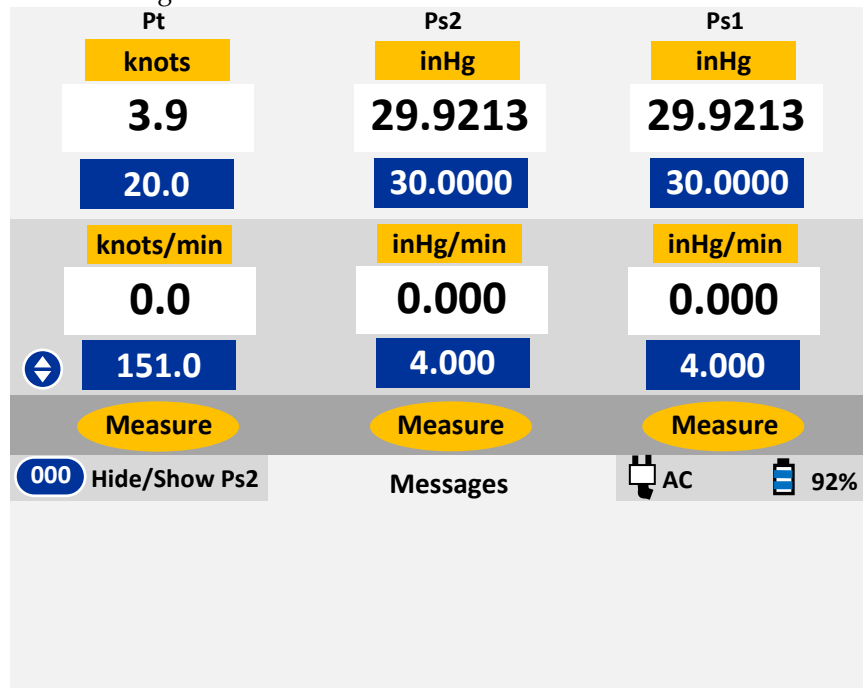 Pt Ps2 Ps1
knots inHg inHg
3.9 29.9213 29.9213
20.0 30.0000 30.0000
knots/min inHg/min inHg/min
0.0 0.000 0.000
151.0 4.000 4.000
Measure Measure Measure
000 Hide/Show Ps2 Messages AC 92%